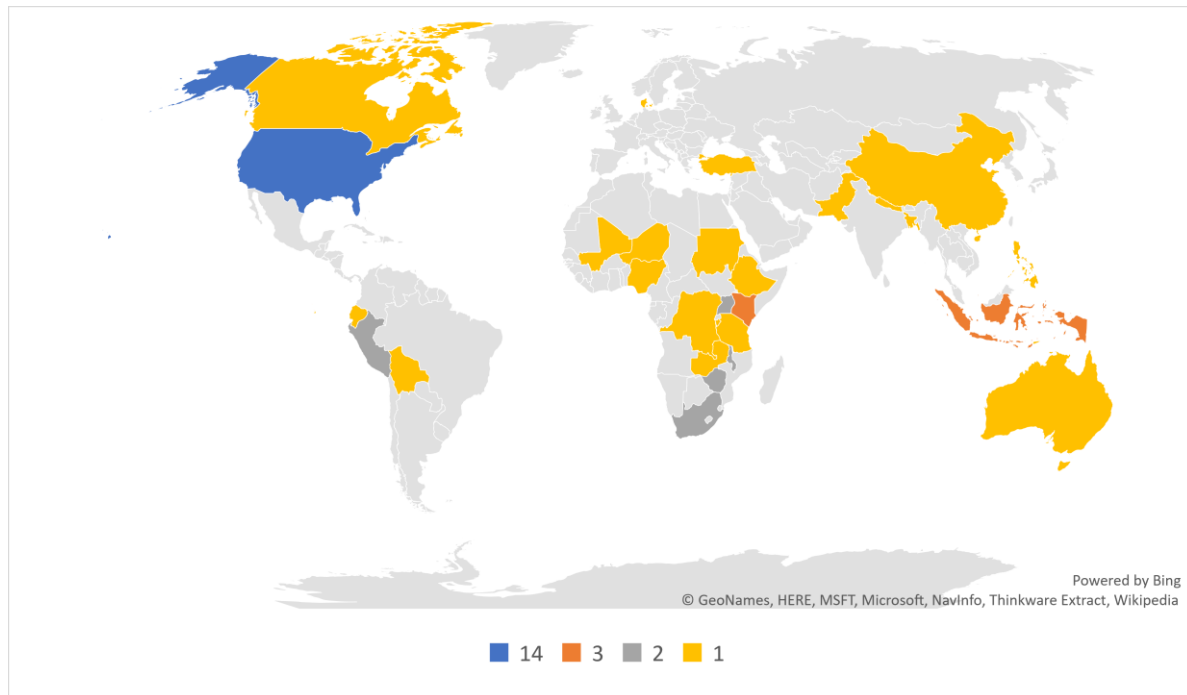 Powered by Bing
© GeoNames, HERE, MSFT, Microsoft, NavInfo, Thinkware Extract, Wikipedia
14 3 2 1